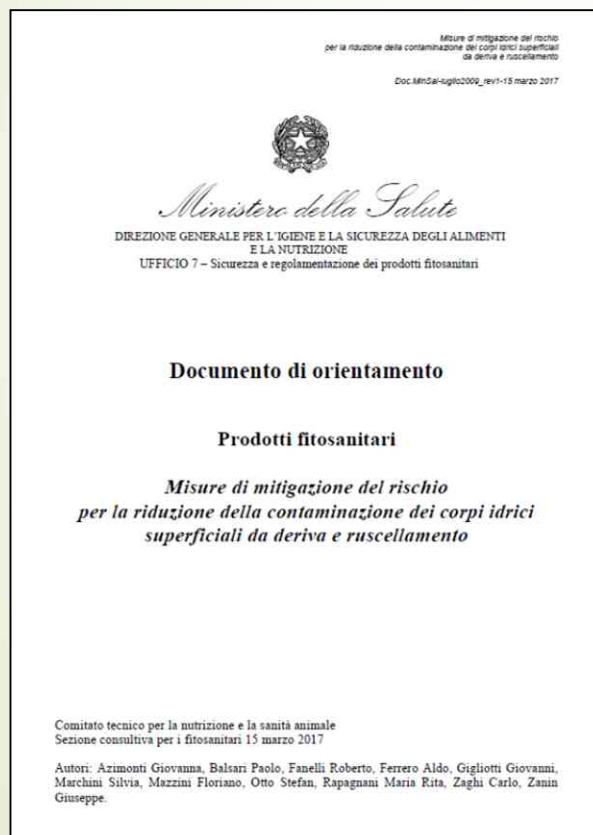 Misure di mitigazione del rischio
per la riduzione della contaminazione dei corpi idrici superficiali
da deriva e ruscellamento
Doc.MinSal-luglio2009_rev1-15 marzo 2017
Ministero della Salute
DIREZIONE GENERALE PER L'IGIENE E LA SICUREZZA DEGLI ALIMENTI
E LA NUTRIZIONE
UFFICIO 7 – Sicurezza e regolamentazione dei prodotti fitosanitari
Documento di orientamento
Prodotti fitosanitari
Misure di mitigazione del rischio
per la riduzione della contaminazione dei corpi idrici
superficiali da deriva e ruscellamento
Comitato tecnico per la nutrizione e la sanità animale
Sezione consultiva per i fitosanitari 15 marzo 2017
Autori: Azimonti Giovanna, Balsari Paolo, Fanelli Roberto, Ferrero Aldo, Gigliotti Giovanni,
Marchini Silvia, Mazzini Floriano, Otto Stefan, Rapagnani Maria Rita, Zaghi Carlo, Zanin
Giuseppe.